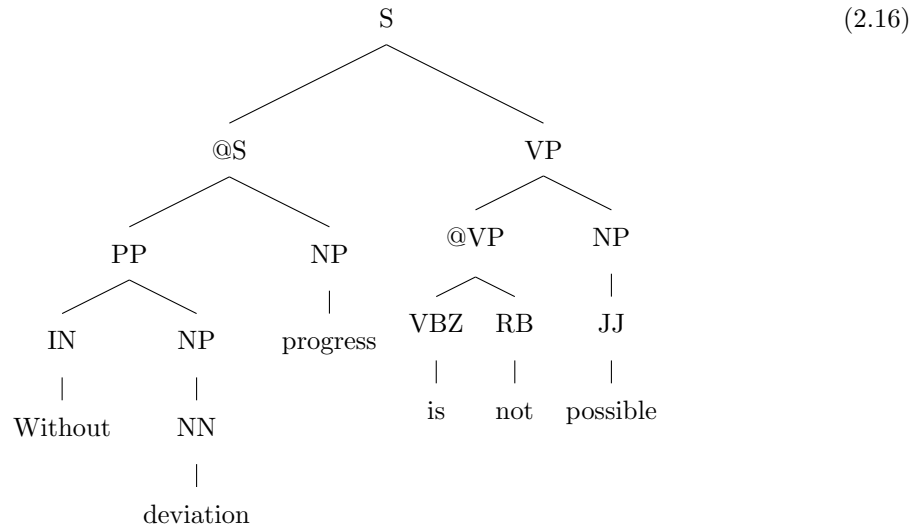 S (2.16)
@S VP
PP NP @VP NP
IN NP progress VBZ RB JJ
Without NN is not possible
deviation